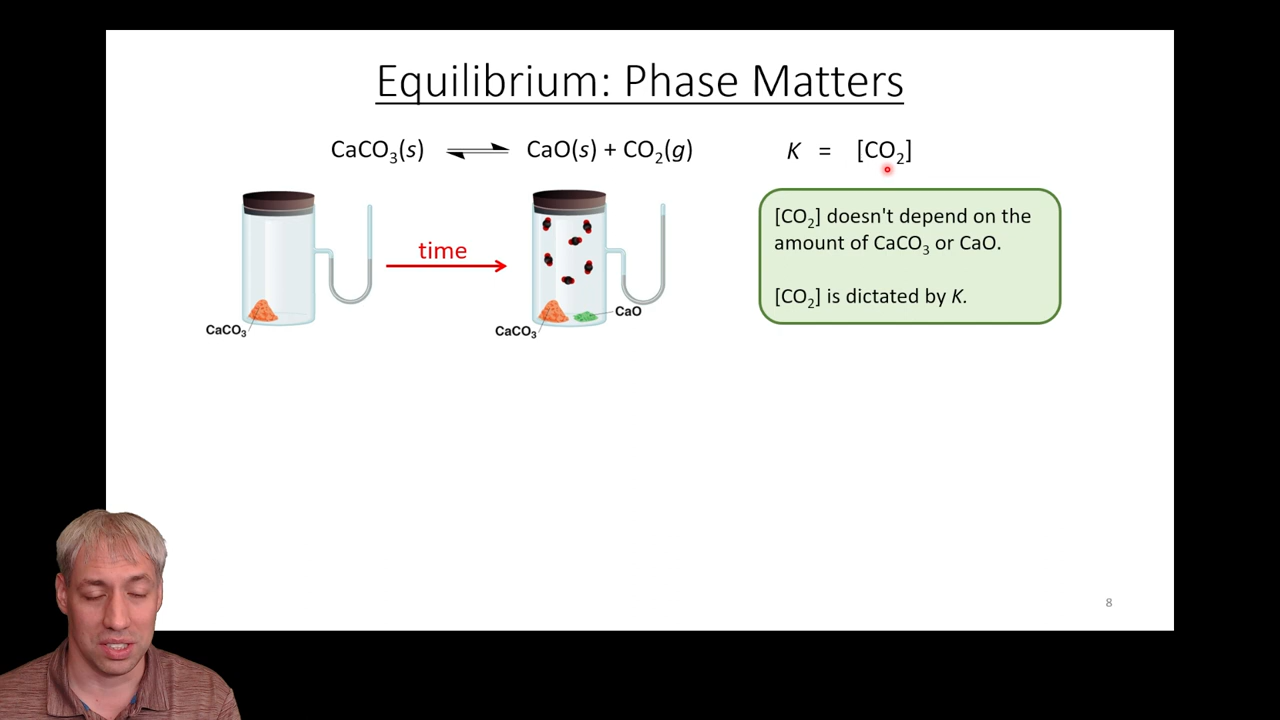 Equilibrium: Phase Matters
CaCO₃(s) ⇌ CaO(s) + CO₂(g)
K = [CO₂]
time
CaCO₃
CaCO₃
CaO
[CO₂] doesn't depend on the
amount of CaCO₃ or CaO.
[CO₂] is dictated by K.
8